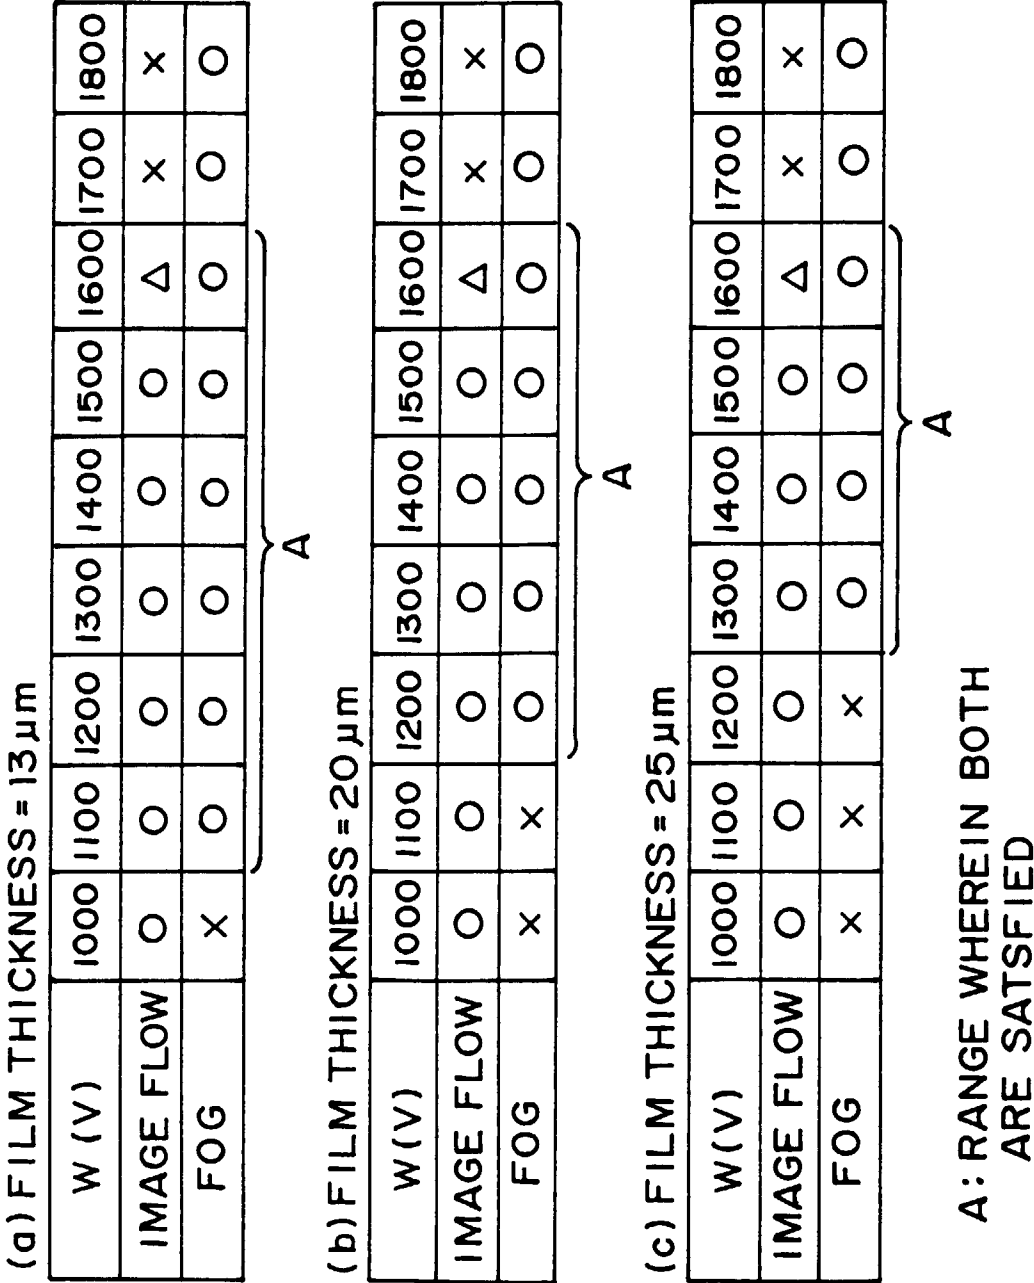 (a) FILM THICKNESS = 13 μm
W (V) 1000 1100 1200 1300 1400 1500 1600 1700 1800
IMAGE FLOW O O O O O O △ × ×
FOG × O O O O O O O O
A
(b) FILM THICKNESS = 20 μm
W(V) 1000 1100 1200 1300 1400 1500 1600 1700 1800
IMAGE FLOW O O O O O O △ × ×
FOG × × O O O O O O O
A
(c) FILM THICKNESS = 25 μm
W(V) 1000 1100 1200 1300 1400 1500 1600 1700 1800
IMAGE FLOW O O O O O O △ × ×
FOG × × × O O O O O O
A
A : RANGE WHEREIN BOTH
ARE SATSFIED